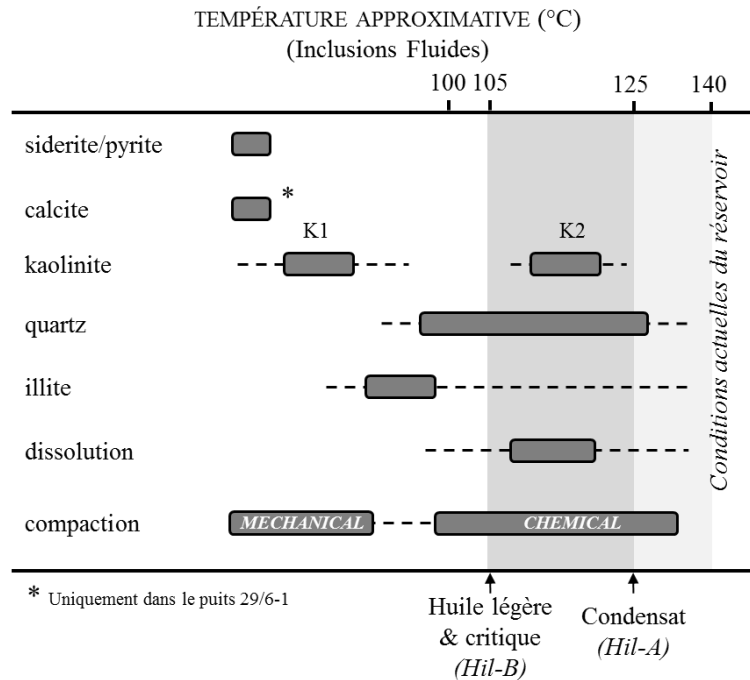 TEMPÉRATURE APPROXIMATIVE (°C)
(Inclusions Fluides)
100 105 125 140
siderite/pyrite
calcite *
K1 K2
kaolinite
quartz
illite
dissolution
compaction MECHANICAL CHEMICAL
Conditions actuelles du réservoir
* Uniquement dans le puits 29/6-1
Huile légère
& critique
(Hil-B)
Condensat
(Hil-A)